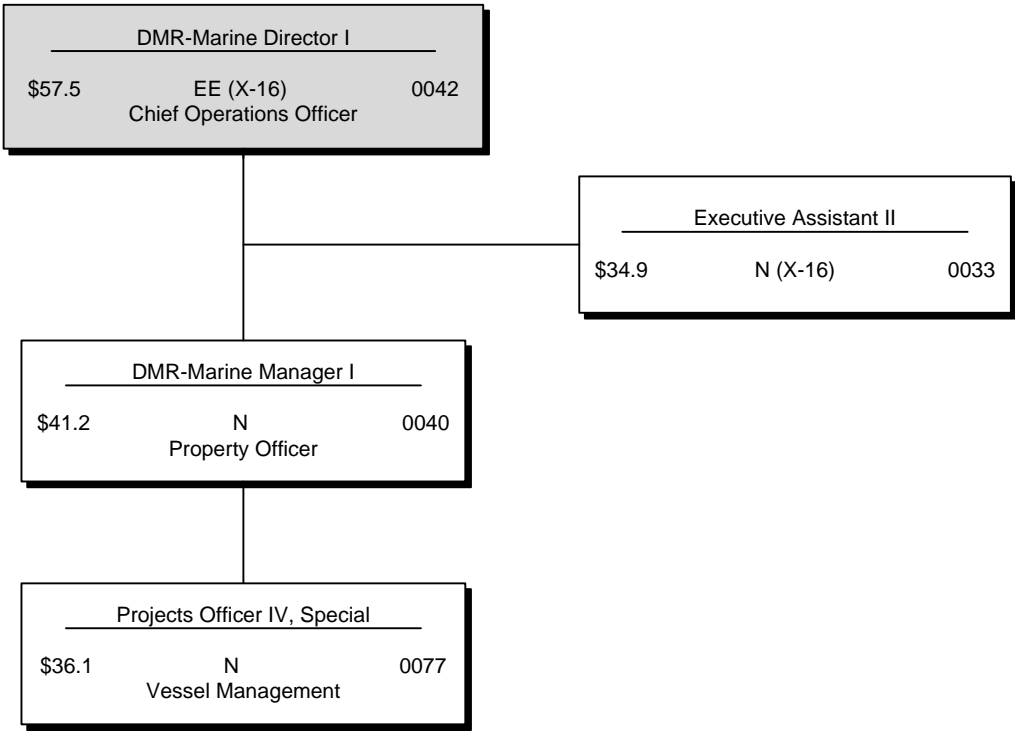 DMR-Marine Director I
$57.5 EE (X-16) 0042
Chief Operations Officer
Executive Assistant II
$34.9 N (X-16) 0033
DMR-Marine Manager I
$41.2 N 0040
Property Officer
Projects Officer IV, Special
$36.1 N 0077
Vessel Management